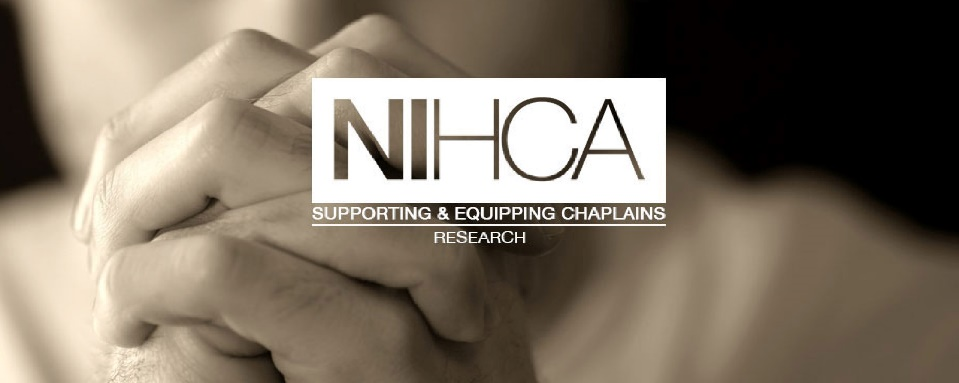 NIHCA
SUPPORTING & EQUIPPING CHAPLAINS
RESEARCH